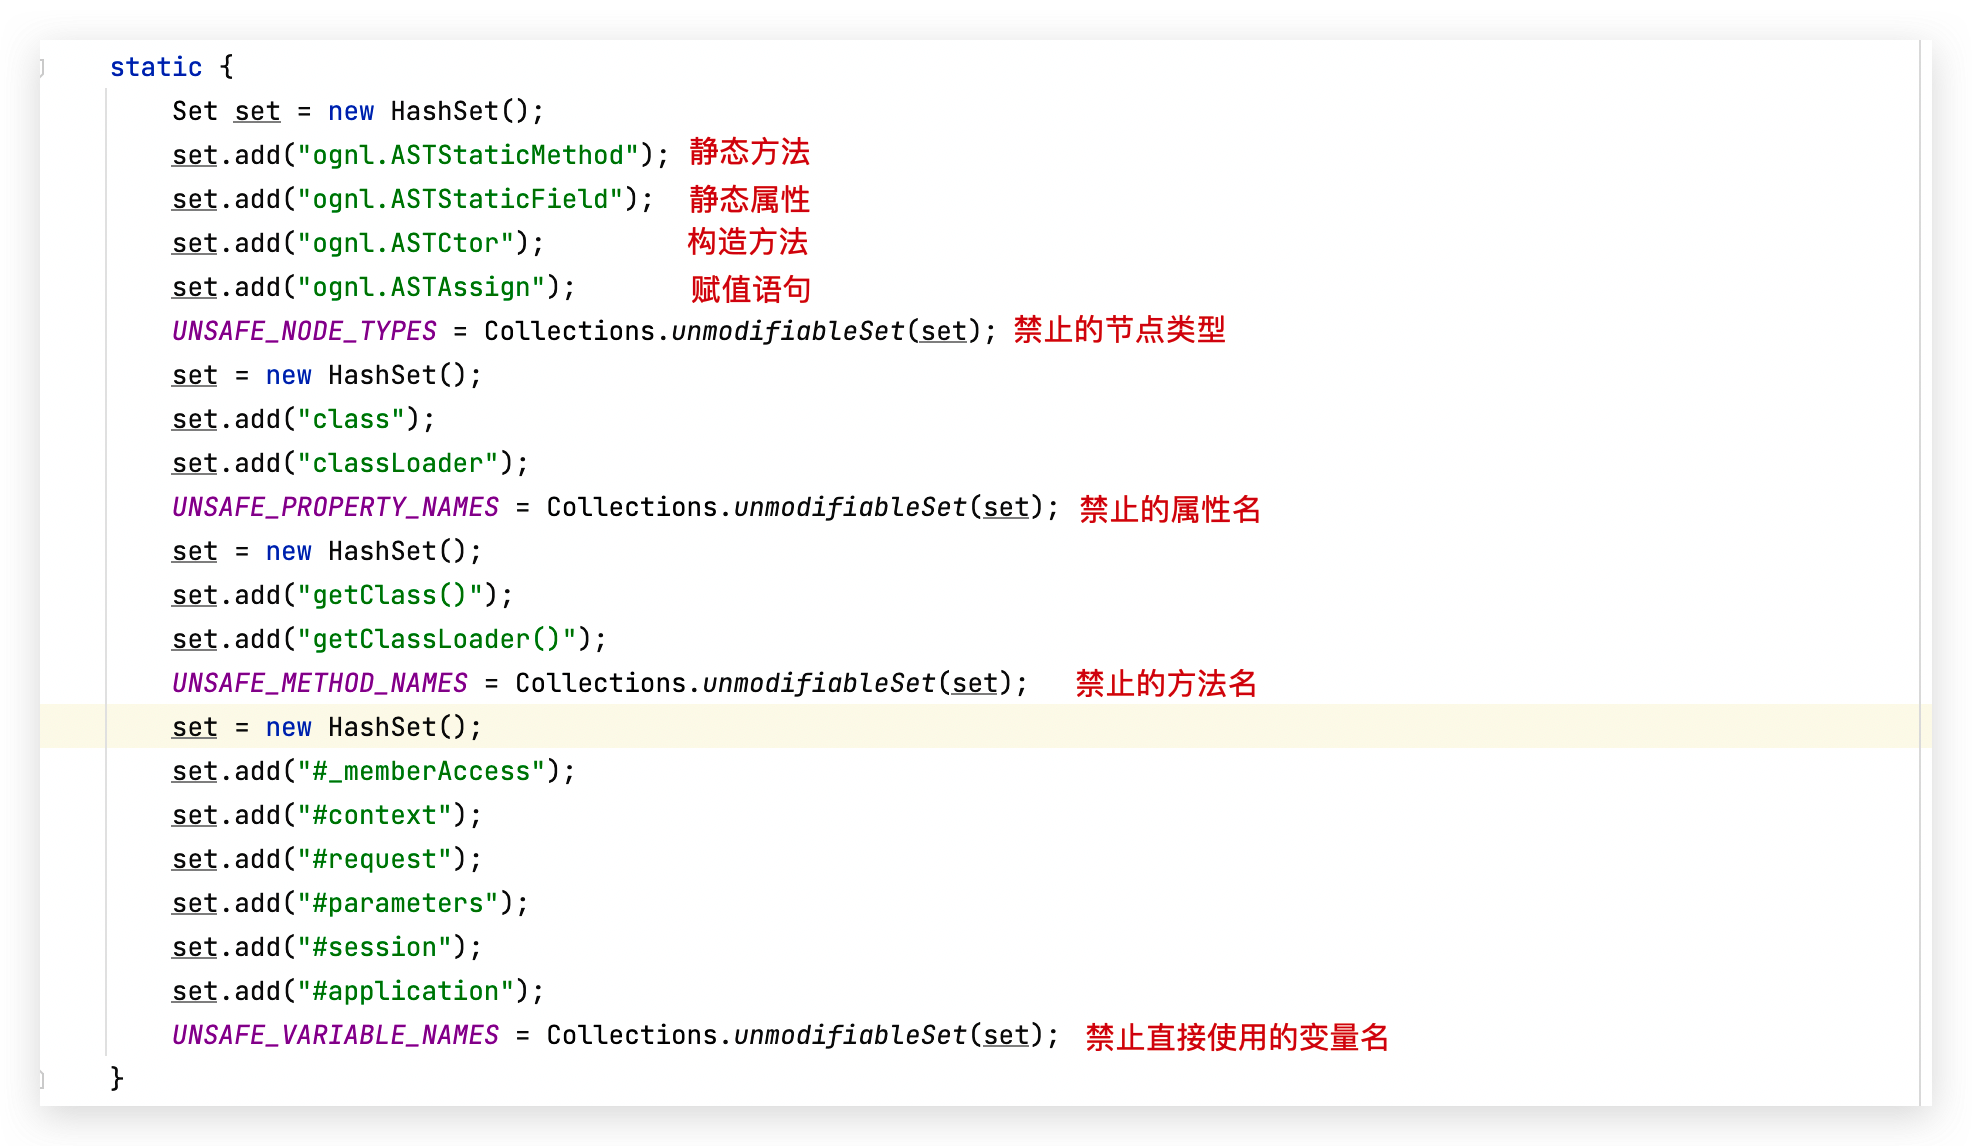 static {
Set set = new HashSet();
set.add("ognl.ASTStaticMethod"); 静态方法
set.add("ognl.ASTStaticField"); 静态属性
set.add("ognl.ASTCtor"); 构造方法
set.add("ognl.ASTAssign"); 赋值语句
UNSAFE_NODE_TYPES = Collections.unmodifiableSet(set); 禁止的节点类型
set = new HashSet();
set.add("class");
set.add("classLoader");
UNSAFE_PROPERTY_NAMES = Collections.unmodifiableSet(set); 禁止的属性名
set = new HashSet();
set.add("getClass()");
set.add("getClassLoader()");
UNSAFE_METHOD_NAMES = Collections.unmodifiableSet(set); 禁止的方法名
set = new HashSet();
set.add("#_memberAccess");
set.add("#context");
set.add("#request");
set.add("#parameters");
set.add("#session");
set.add("#application");
UNSAFE_VARIABLE_NAMES = Collections.unmodifiableSet(set); 禁止直接使用的变量名
}